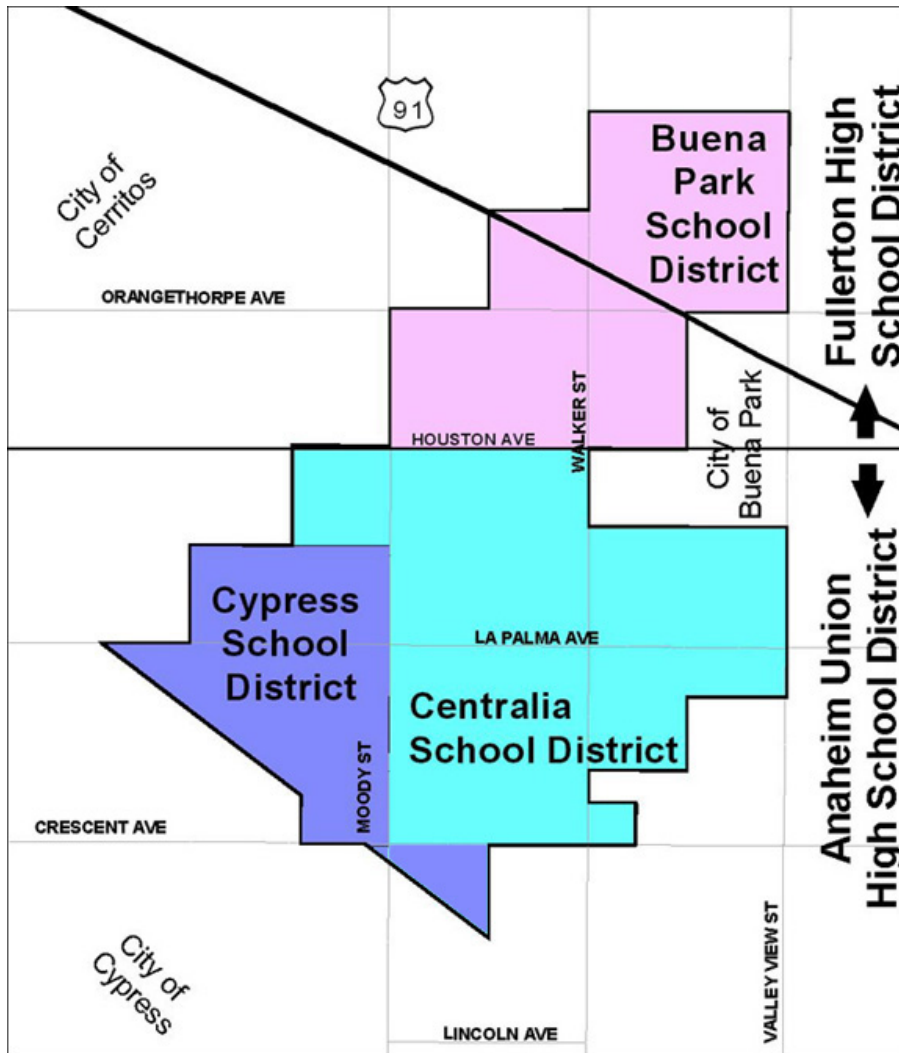 91
Buena
Park
School
District
Fullerton High
School District
City of
Cerritos
ORANGETHORPE AVE
WALKER ST
City of
Buena Park
HOUSTON AVE
Cypress
School
District
LA PALMA AVE
Centralia
School District
Anaheim Union
High School District
MOODY ST
CRESCENT AVE
VALLEY VIEW ST
City of
Cypress
LINCOLN AVE